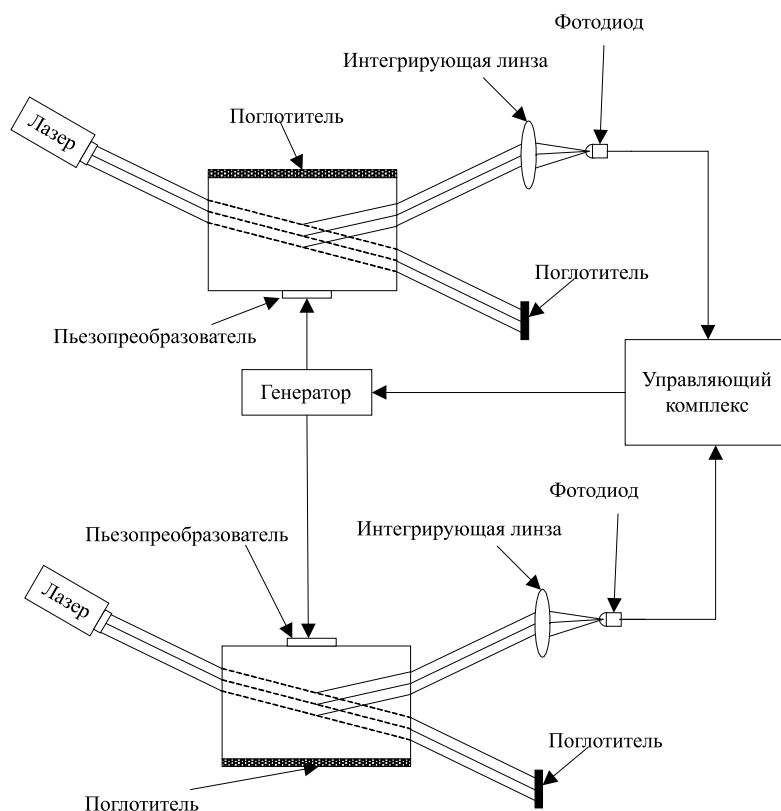 Фотодиод
Интегрирующая линза
Лазер
Поглотитель
Поглотитель
Пьезопреобразователь
Генератор
Управляющий
комплекс
Фотодиод
Пьезопреобразователь
Интегрирующая линза
Лазер
Поглотитель
Поглотитель